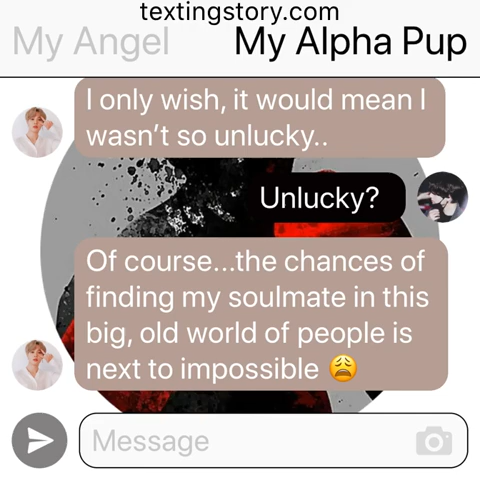 textingstory.com
My Angel My Alpha Pup
I only wish, it would mean I
wasn't so unlucky..
Unlucky?
Of course...the chances of
finding my soulmate in this
big, old world of people is
next to impossible 😩
Message